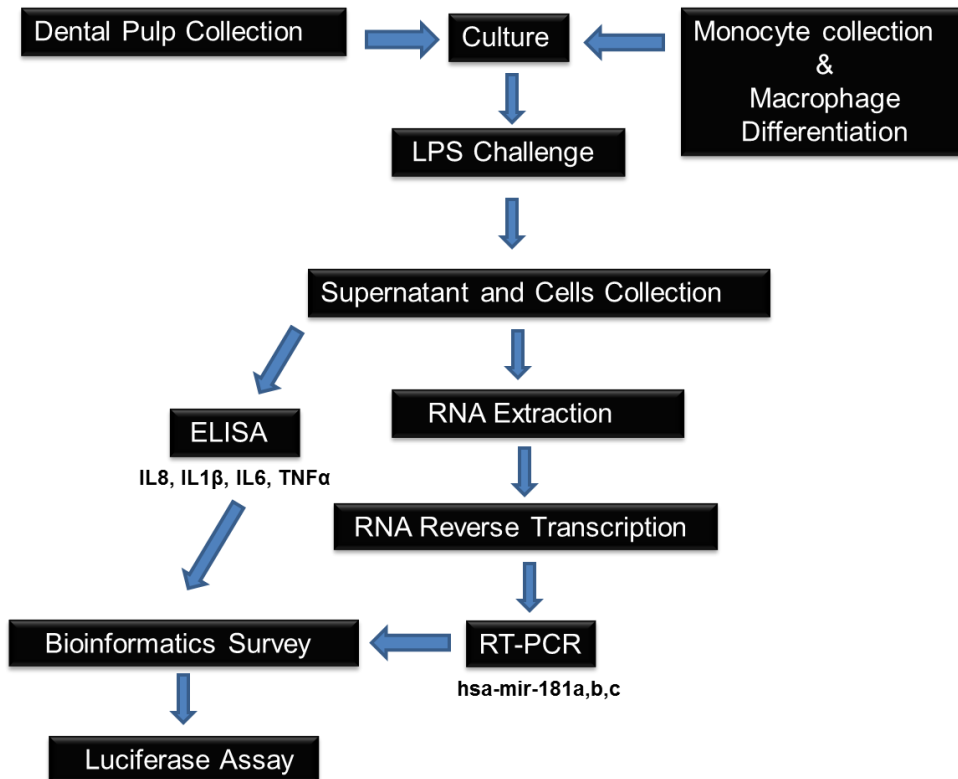 Dental Pulp Collection
Culture
Monocyte collection
&
Macrophage
Differentiation
LPS Challenge
Supernatant and Cells Collection
ELISA
IL8, IL1β, IL6, TNFα
RNA Extraction
RNA Reverse Transcription
Bioinformatics Survey
RT-PCR
hsa-mir-181a,b,c
Luciferase Assay